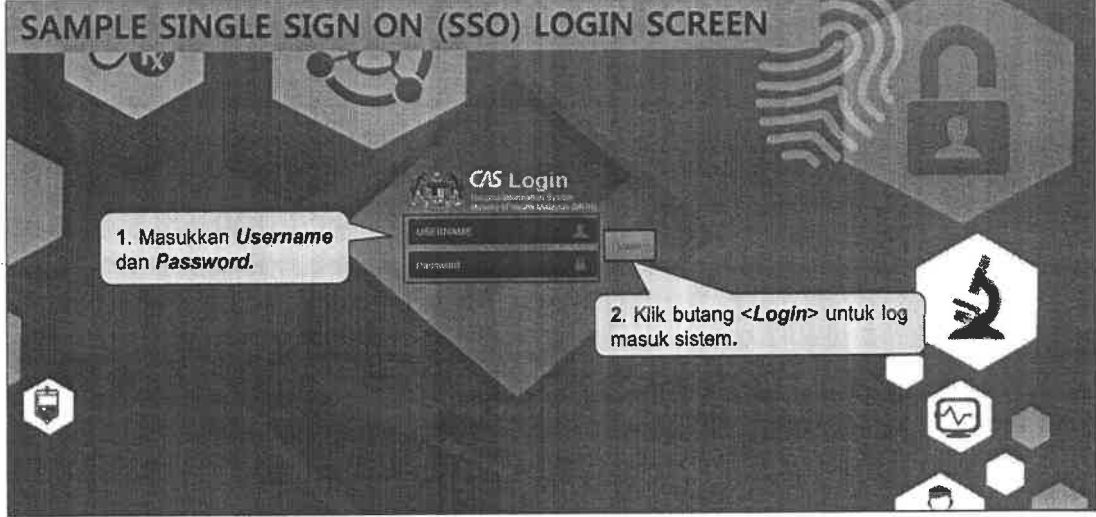 SAMPLE SINGLE SIGN ON (SSO) LOGIN SCREEN
CAS Login
USERNAME
Password
1. Masukkan Username
dan Password.
2. Klik butang <Login> untuk log
masuk sistem.